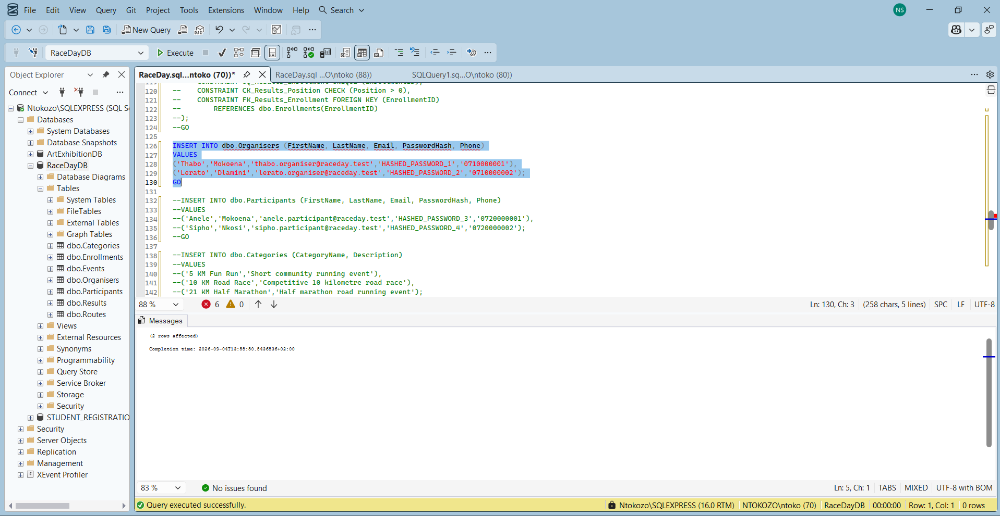 File Edit View Query Git Project Tools Extensions Window Help Search NS
New Query DAX
RaceDayDB Execute
Object Explorer
Connect
Ntokozo\SQLEXPRESS (SQL S
Databases
System Databases
Database Snapshots
ArtExhibitionDB
RaceDayDB
Database Diagrams
Tables
System Tables
FileTables
External Tables
Graph Tables
dbo.Categories
dbo.Enrollments
dbo.Events
dbo.Organisers
dbo.Participants
dbo.Results
dbo.Routes
Views
External Resources
Synonyms
Programmability
Query Store
Service Broker
Storage
Security
STUDENT_REGISTRATIO
Security
Server Objects
Replication
Management
XEvent Profiler
RaceDay.sql...ntoko (70))* RaceDay.sql ...O\ntoko (88)) SQLQuery1.sq...O\ntoko (80))
119 -- CONSTRAINT UQ_Results_Enrollment UNIQUE (EnrollmentID),
120 -- CONSTRAINT CK_Results_Position CHECK (Position > 0),
121 -- CONSTRAINT FK_Results_Enrollment FOREIGN KEY (EnrollmentID)
122 -- REFERENCES dbo.Enrollments(EnrollmentID)
123 --);
124 --GO
125
126 INSERT INTO dbo.Organisers (FirstName, LastName, Email, PasswordHash, Phone)
127 VALUES
128 ('Thabo','Mokoena','thabo.organiser@raceday.test','HASHED_PASSWORD_1','0710000001'),
129 ('Lerato','Dlamini','lerato.organiser@raceday.test','HASHED_PASSWORD_2','0710000002');
130 GO
131
132 --INSERT INTO dbo.Participants (FirstName, LastName, Email, PasswordHash, Phone)
133 --VALUES
134 --('Anele','Mokoena','anele.participant@raceday.test','HASHED_PASSWORD_3','0720000001'),
135 --('Sipho','Nkosi','sipho.participant@raceday.test','HASHED_PASSWORD_4','0720000002');
136 --GO
137
138 --INSERT INTO dbo.Categories (CategoryName, Description)
139 --VALUES
140 --('5 KM Fun Run','Short community running event'),
141 --('10 KM Road Race','Competitive 10 kilometre road race'),
142 --('21 KM Half Marathon','Half marathon road running event');
88 % 6 0 Ln: 130, Ch: 3 (258 chars, 5 lines) SPC LF UTF-8
Messages
(2 rows affected)
Completion time: 2026-09-04T13:58:50.8436836+02:00
83 % No issues found Ln: 5, Ch: 1 TABS MIXED UTF-8 with BOM
Query executed successfully. Ntokozo\SQLEXPRESS (16.0 RTM) NTOKOZO\ntoko (70) RaceDayDB 00:00:00 Row: 1, Col: 1 0 rows